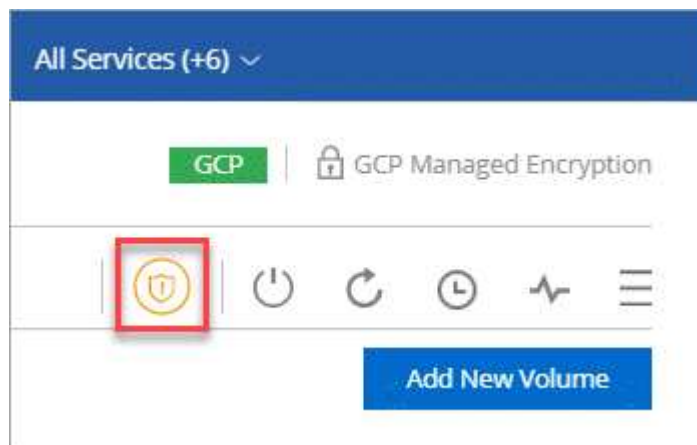 All Services (+6)
GCP
GCP Managed Encryption
Add New Volume